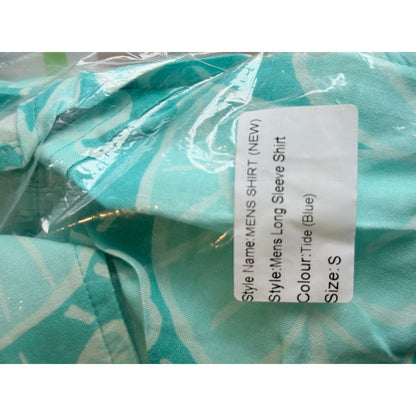 Style Name:MENS SHIRT (NEW)
Style:Mens Long Sleeve Shirt
Colour:Tide (Blue)
Size:S